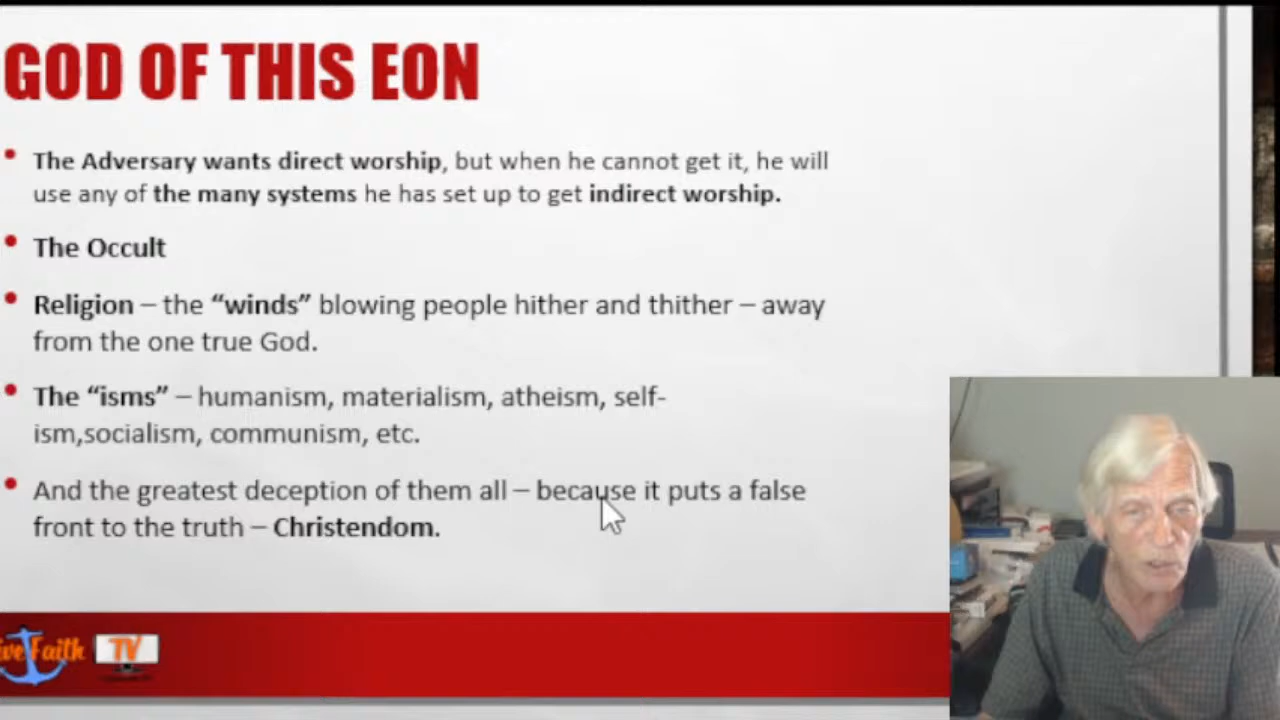 GOD OF THIS EON
• The Adversary wants direct worship, but when he cannot get it, he will
use any of the many systems he has set up to get indirect worship.
• The Occult
• Religion – the “winds” blowing people hither and thither – away
from the one true God.
• The “isms” – humanism, materialism, atheism, self-
ism,socialism, communism, etc.
• And the greatest deception of them all – because it puts a false
front to the truth – Christendom.
Faith TV